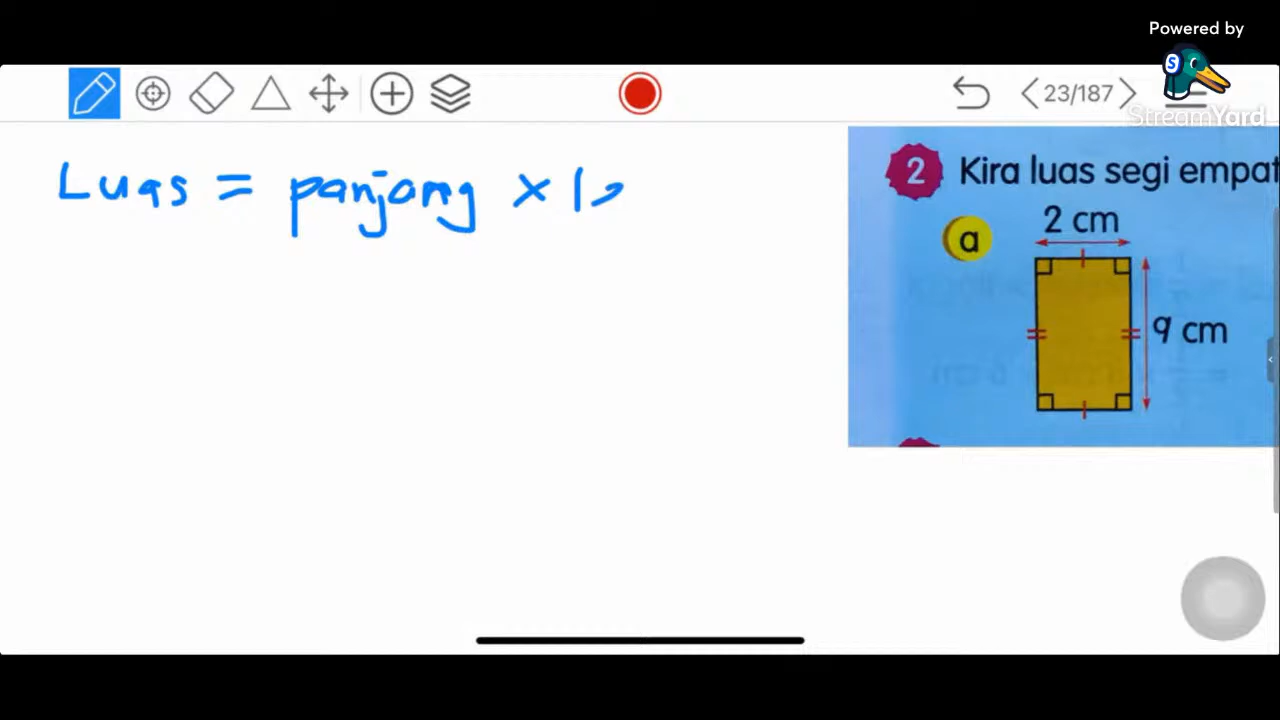 Powered by
StreamYard
23/187
Luas = panjang × l
2 Kira luas segi empat
a
2 cm
9 cm